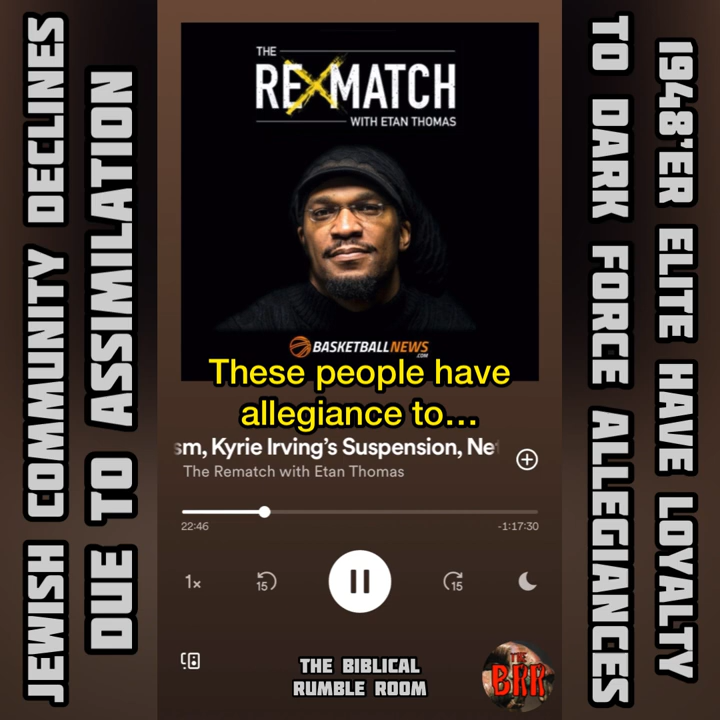 JEWISH COMMUNITY DECLINES
DUE TO ASSIMILATION
THE
REMATCH
WITH ETAN THOMAS
BASKETBALLNEWS
.COM
These people have
allegiance to...
sm, Kyrie Irving's Suspension, Ne
The Rematch with Etan Thomas
22:46
-1:17:30
1x
15
15
THE BIBLICAL
RUMBLE ROOM
THE
BRR
1948'ER ELITE HAVE LOYALTY
TO DARK FORCE ALLEGIANCES